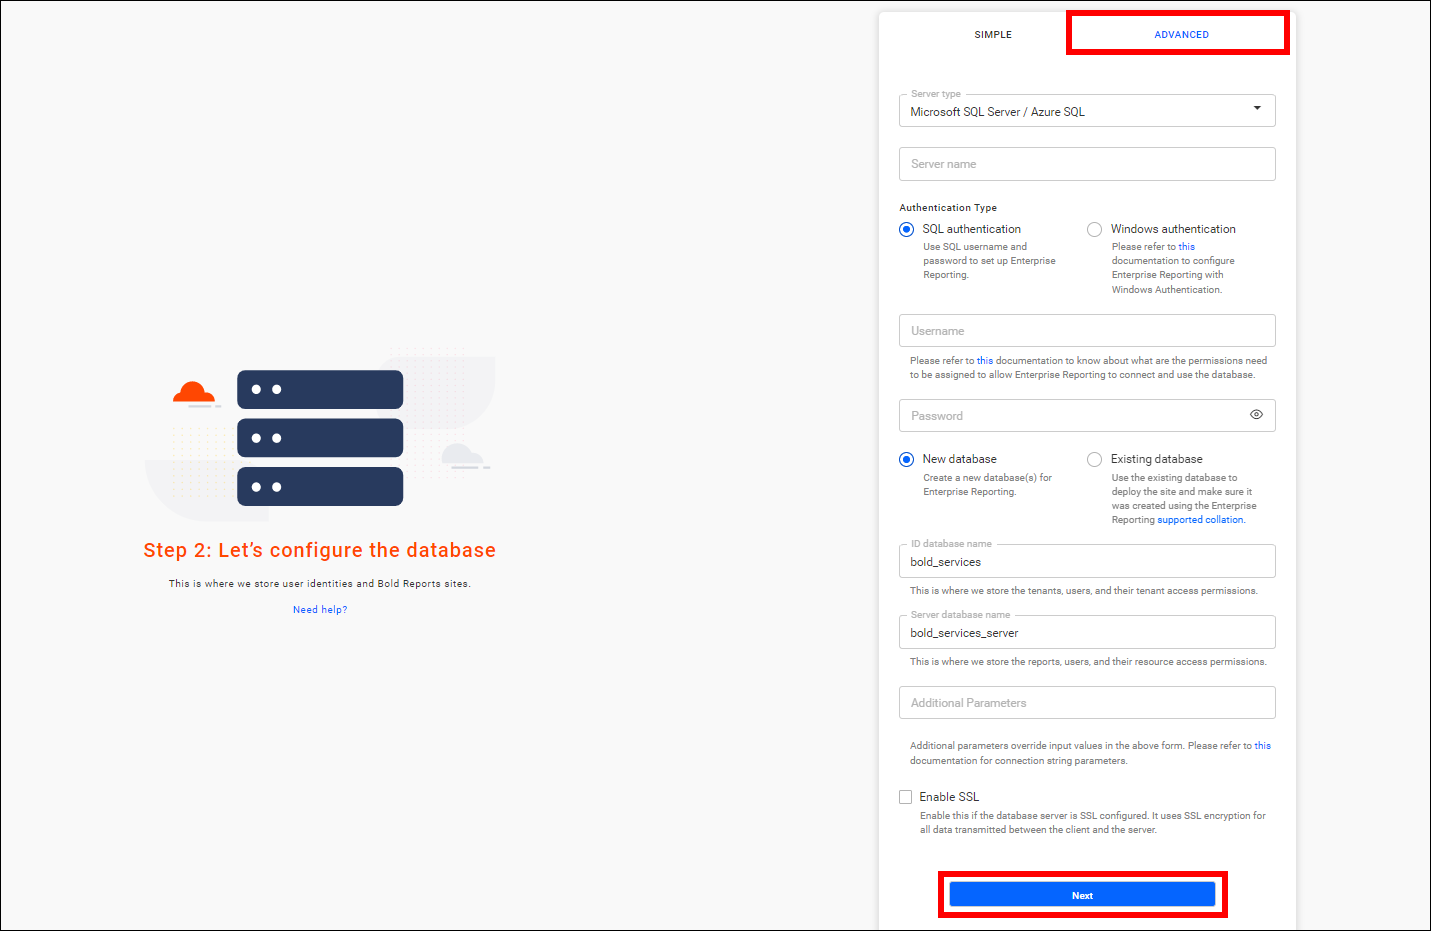 SIMPLE
ADVANCED
Server type
Microsoft SQL Server / Azure SQL
Server name
Authentication Type
SQL authentication
Use SQL username and
password to set up Enterprise
Reporting.
Windows authentication
Please refer to this
documentation to configure
Enterprise Reporting with
Windows Authentication.
Username
Please refer to this documentation to know about what are the permissions need
to be assigned to allow Enterprise Reporting to connect and use the database.
Password
New database
Create a new database(s) for
Enterprise Reporting.
Existing database
Use the existing database to
deploy the site and make sure it
was created using the Enterprise
Reporting supported collation.
ID database name
bold_services
This is where we store the tenants, users, and their tenant access permissions.
Server database name
bold_services_server
This is where we store the reports, users, and their resource access permissions.
Additional Parameters
Additional parameters override input values in the above form. Please refer to this
documentation for connection string parameters.
Enable SSL
Enable this if the database server is SSL configured. It uses SSL encryption for
all data transmitted between the client and the server.
Next
Step 2: Let's configure the database
This is where we store user identities and Bold Reports sites.
Need help?